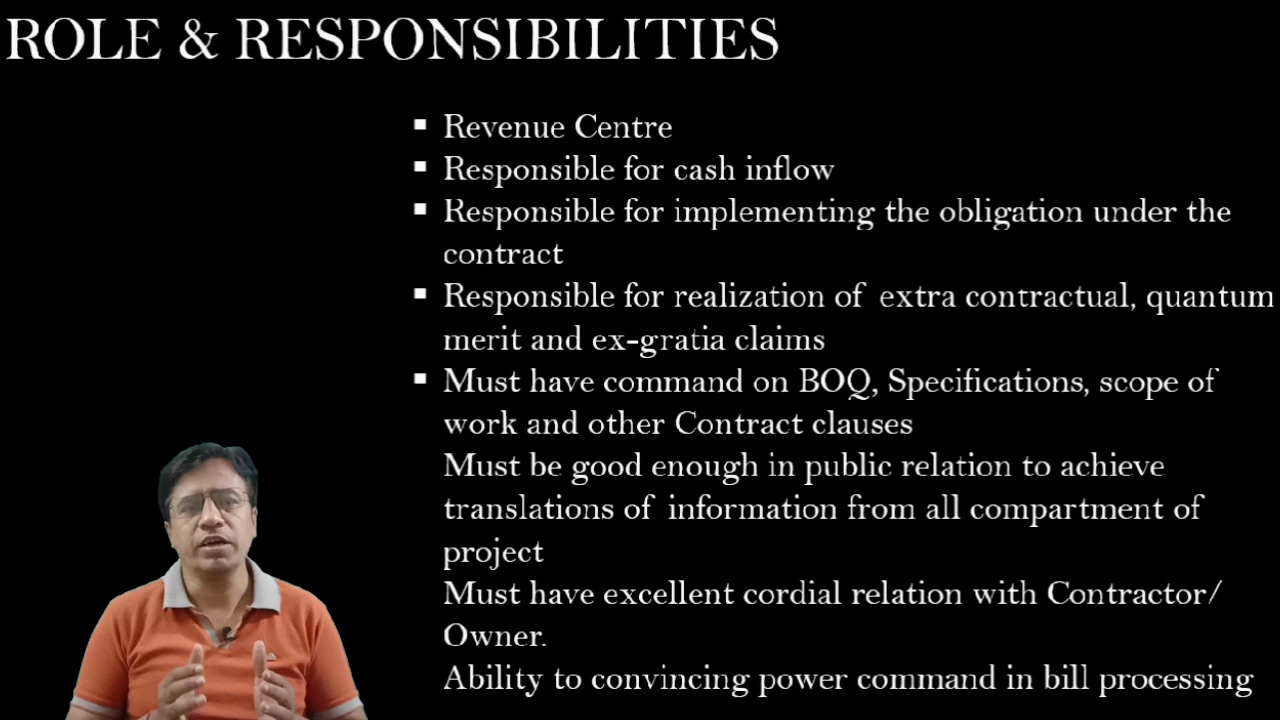 ROLE & RESPONSIBILITIES
▪ Revenue Centre
▪ Responsible for cash inflow
▪ Responsible for implementing the obligation under the
contract
▪ Responsible for realization of extra contractual, quantum
merit and ex-gratia claims
▪ Must have command on BOQ, Specifications, scope of
work and other Contract clauses
Must be good enough in public relation to achieve
translations of information from all compartment of
project
Must have excellent cordial relation with Contractor/
Owner.
Ability to convincing power command in bill processing